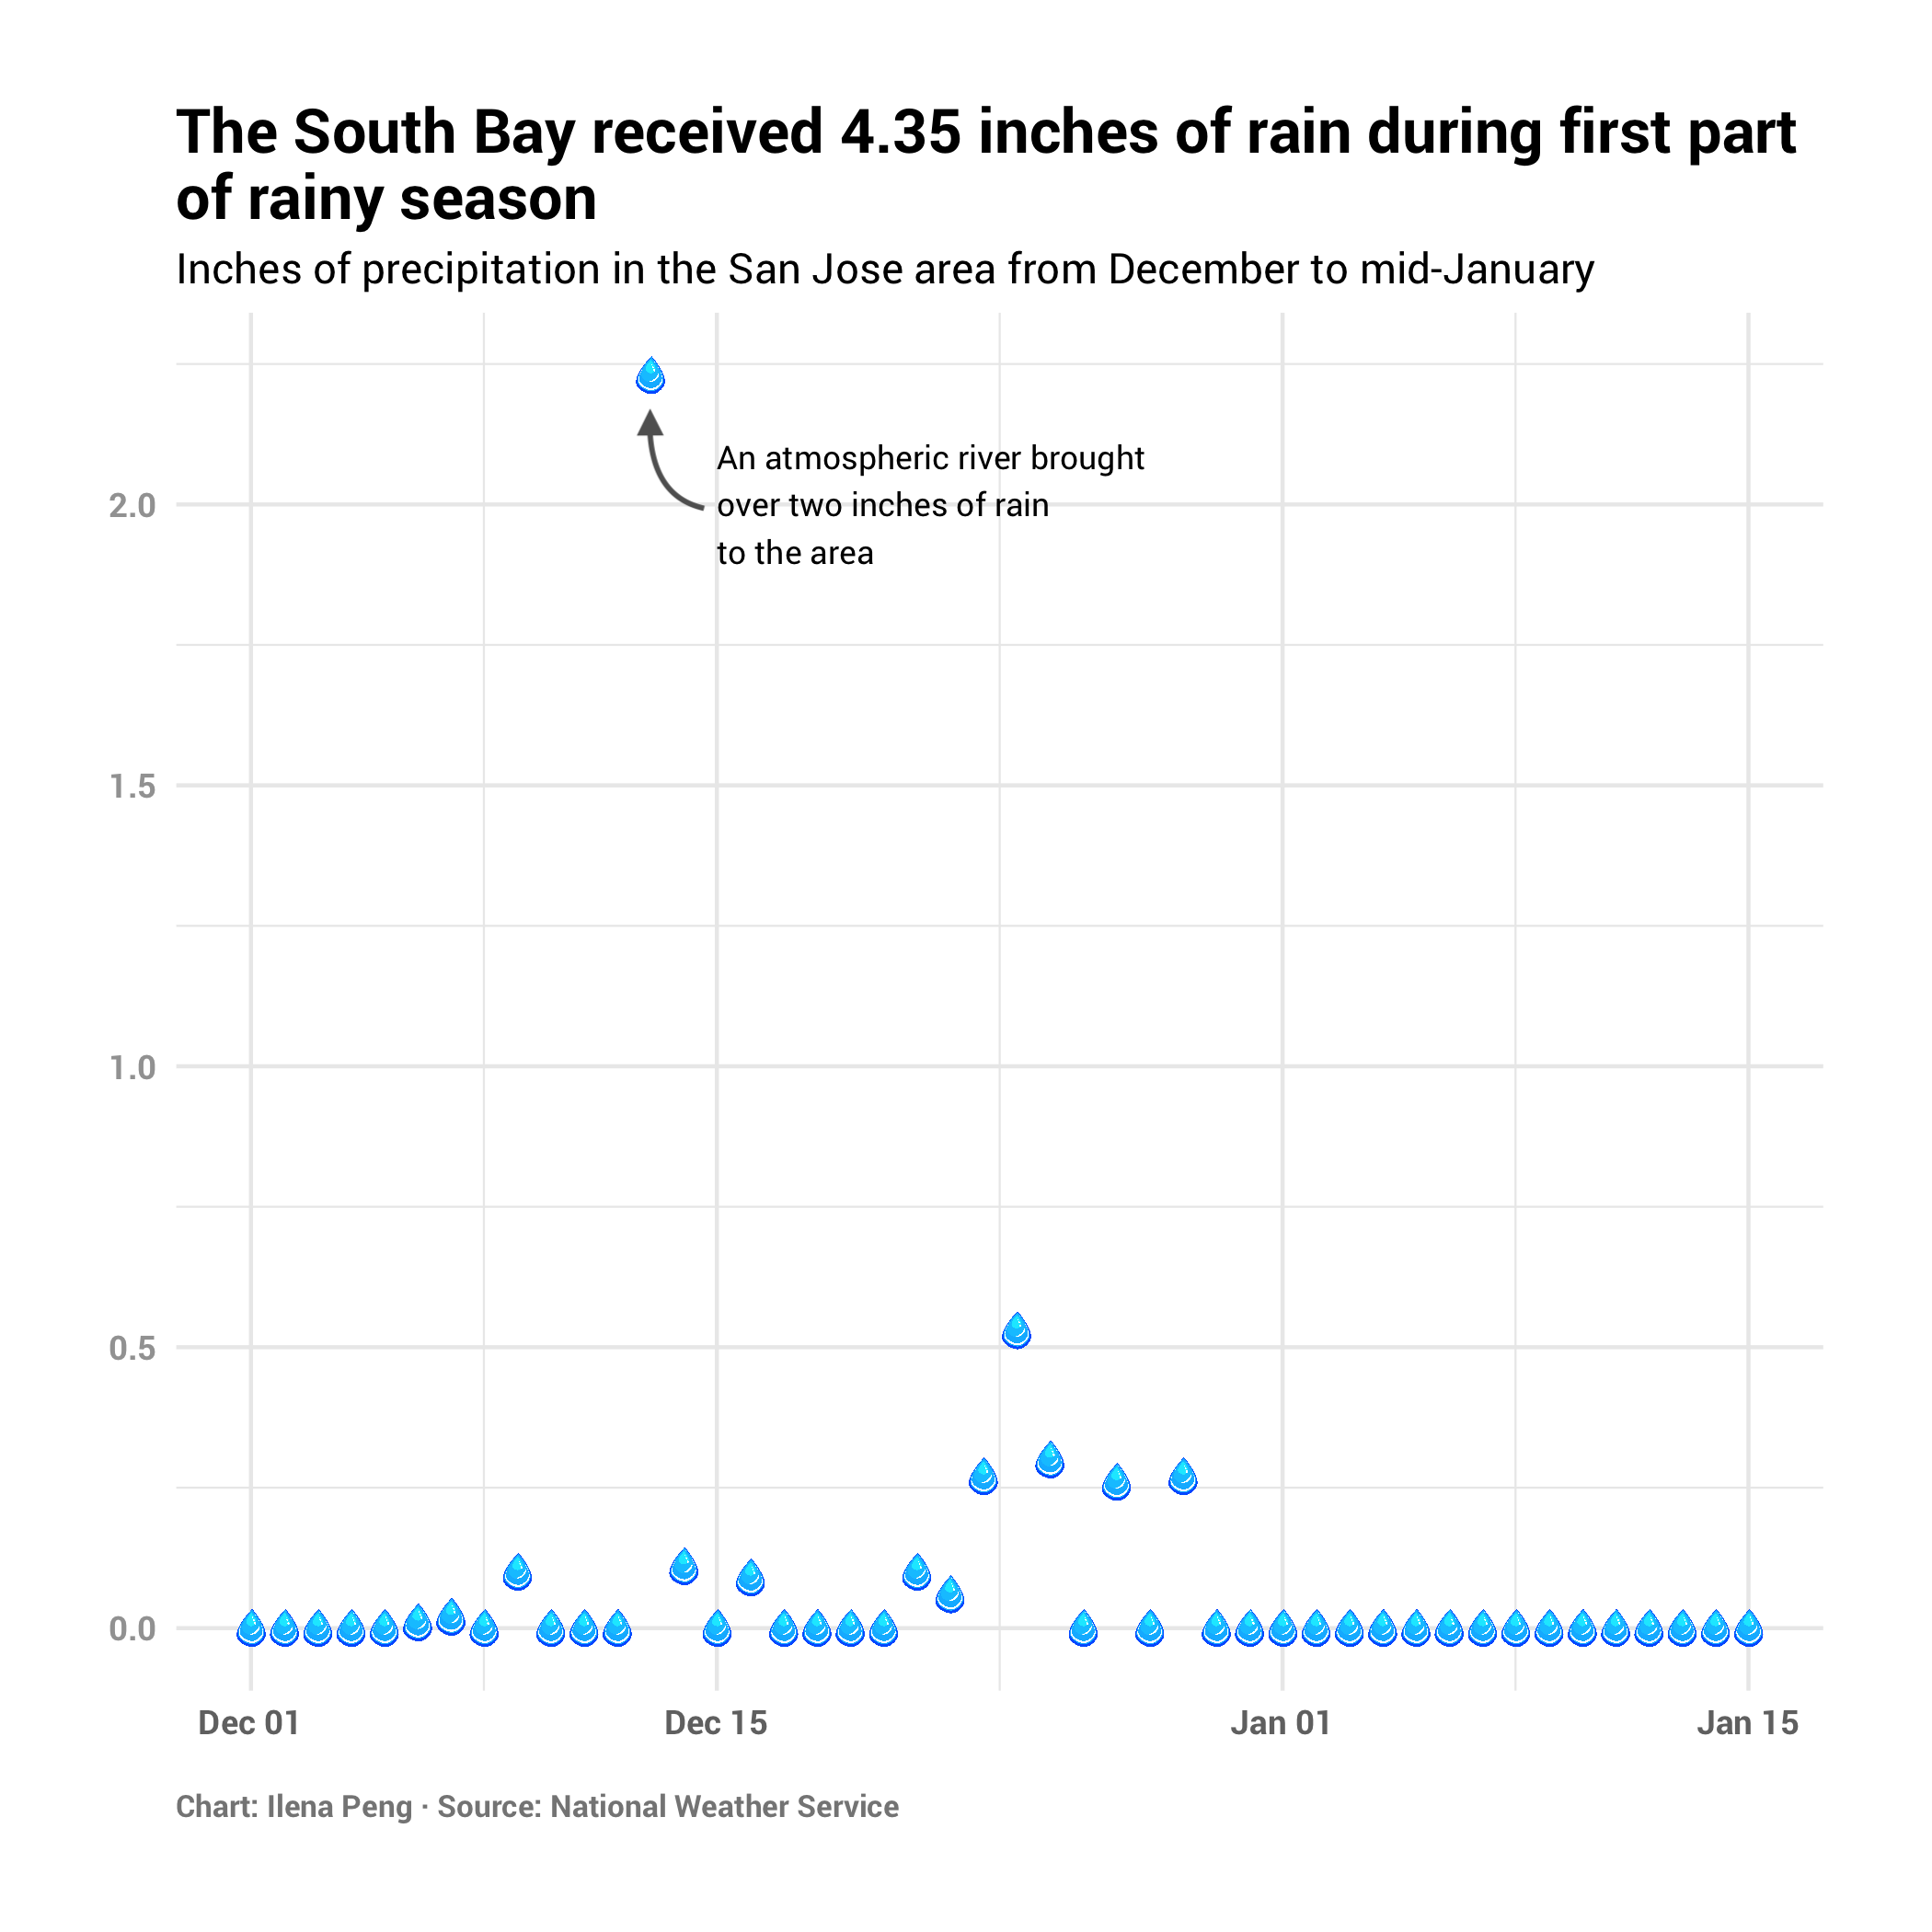 The South Bay received 4.35 inches of rain during first part
of rainy season
Inches of precipitation in the San Jose area from December to mid-January
An atmospheric river brought
over two inches of rain
to the area
2.0
1.5
1.0
0.5
0.0
Dec 01 Dec 15 Jan 01 Jan 15
Chart: Ilena Peng · Source: National Weather Service